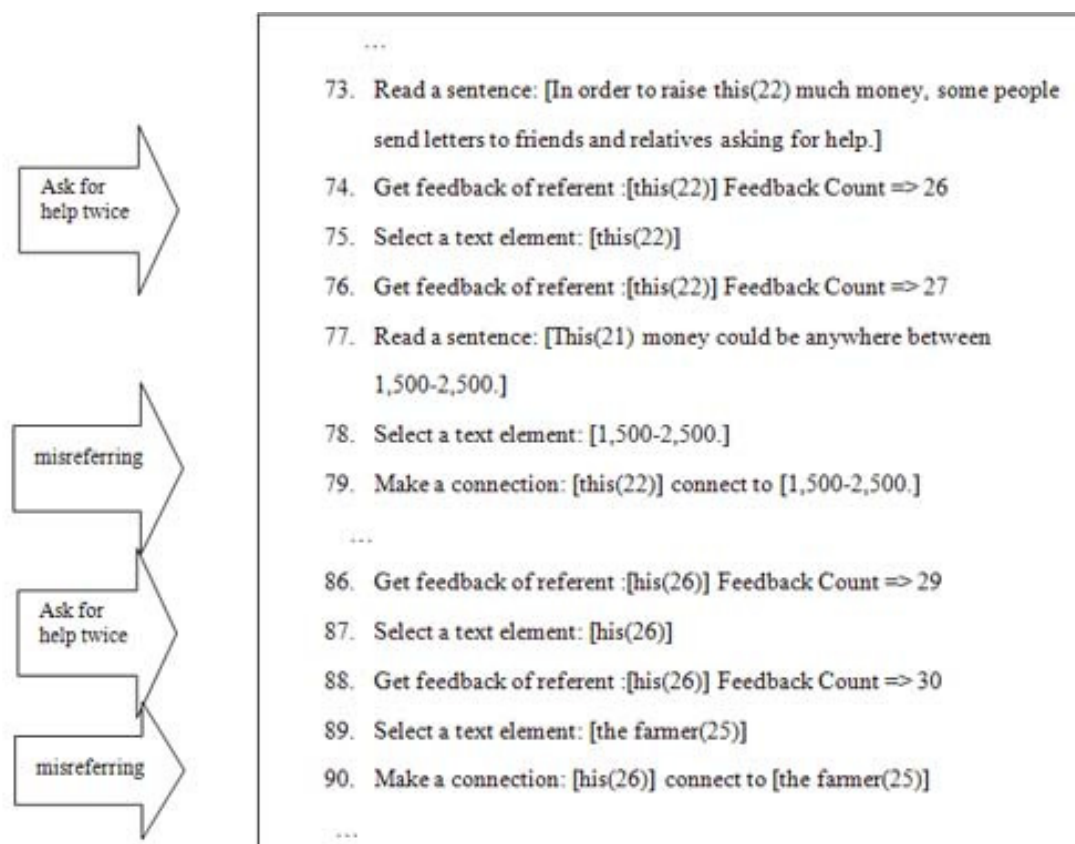 ...
73. Read a sentence: [In order to raise this(22) much money, some people
send letters to friends and relatives asking for help.]
Ask for
help twice
74. Get feedback of referent :[this(22)] Feedback Count => 26
75. Select a text element: [this(22)]
76. Get feedback of referent :[this(22)] Feedback Count => 27
77. Read a sentence: [This(21) money could be anywhere between
1,500-2,500.]
misreferring
78. Select a text element: [1,500-2,500.]
79. Make a connection: [this(22)] connect to [1,500-2,500.]
...
Ask for
help twice
86. Get feedback of referent :[his(26)] Feedback Count => 29
87. Select a text element: [his(26)]
88. Get feedback of referent :[his(26)] Feedback Count => 30
misreferring
89. Select a text element: [the farmer(25)]
90. Make a connection: [his(26)] connect to [the farmer(25)]
...